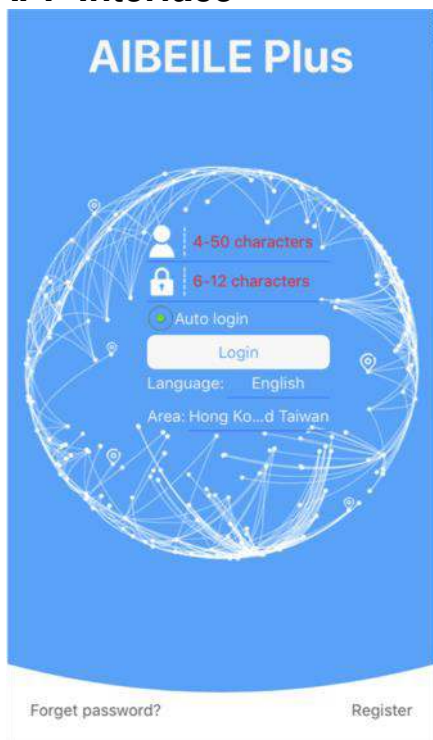 AIBEILE Plus
4-50 characters
6-12 characters
Auto login
Login
Language: English
Area: Hong Ko...d Taiwan
Forget password? Register